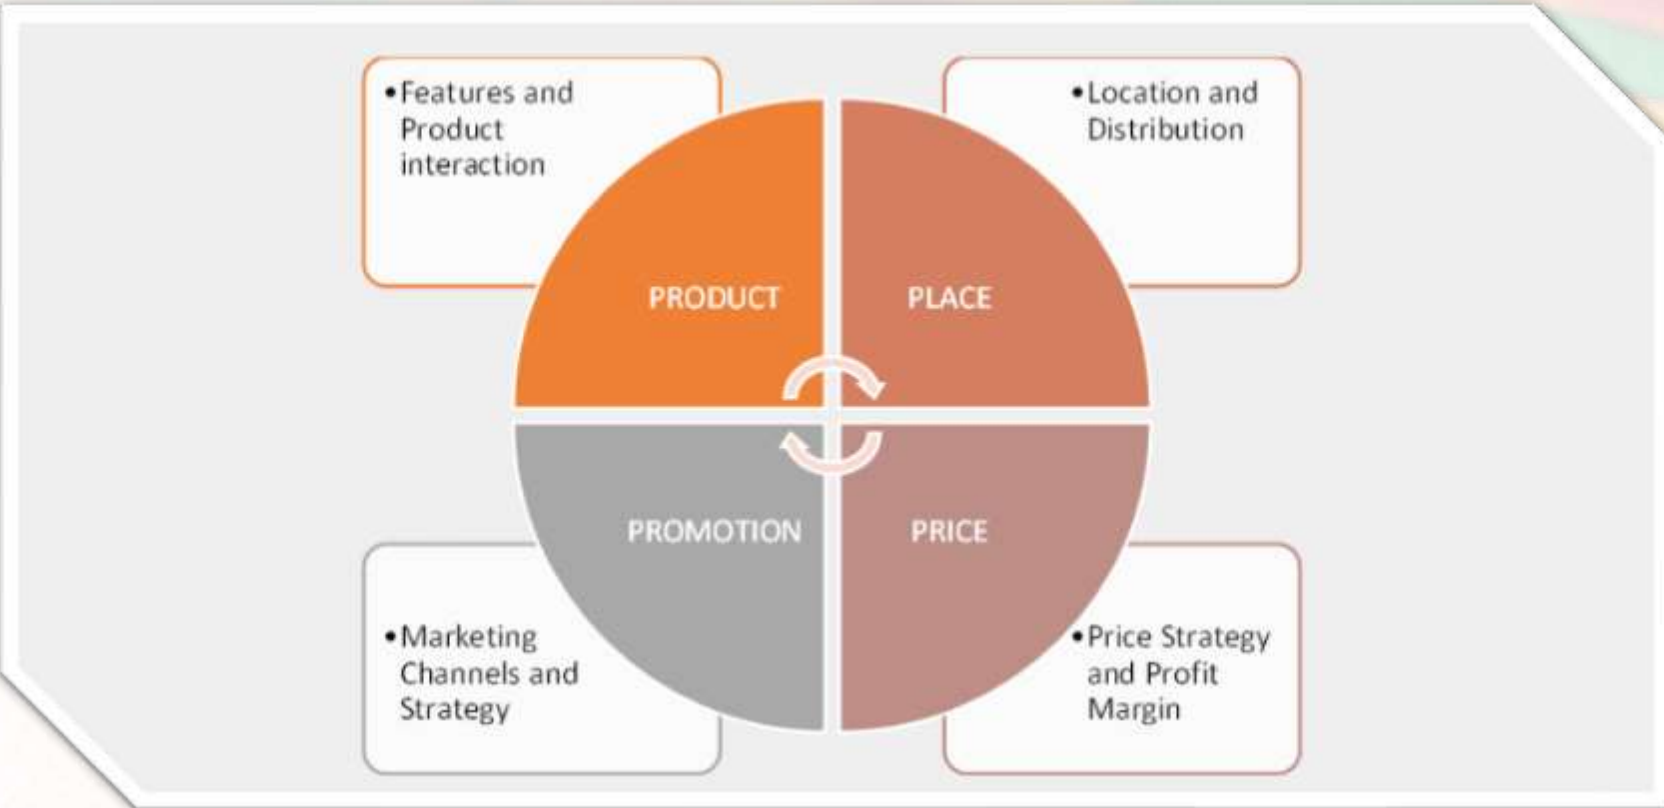 •Features and
Product
interaction
•Location and
Distribution
PRODUCT
PLACE
PROMOTION
PRICE
•Marketing
Channels and
Strategy
•Price Strategy
and Profit
Margin